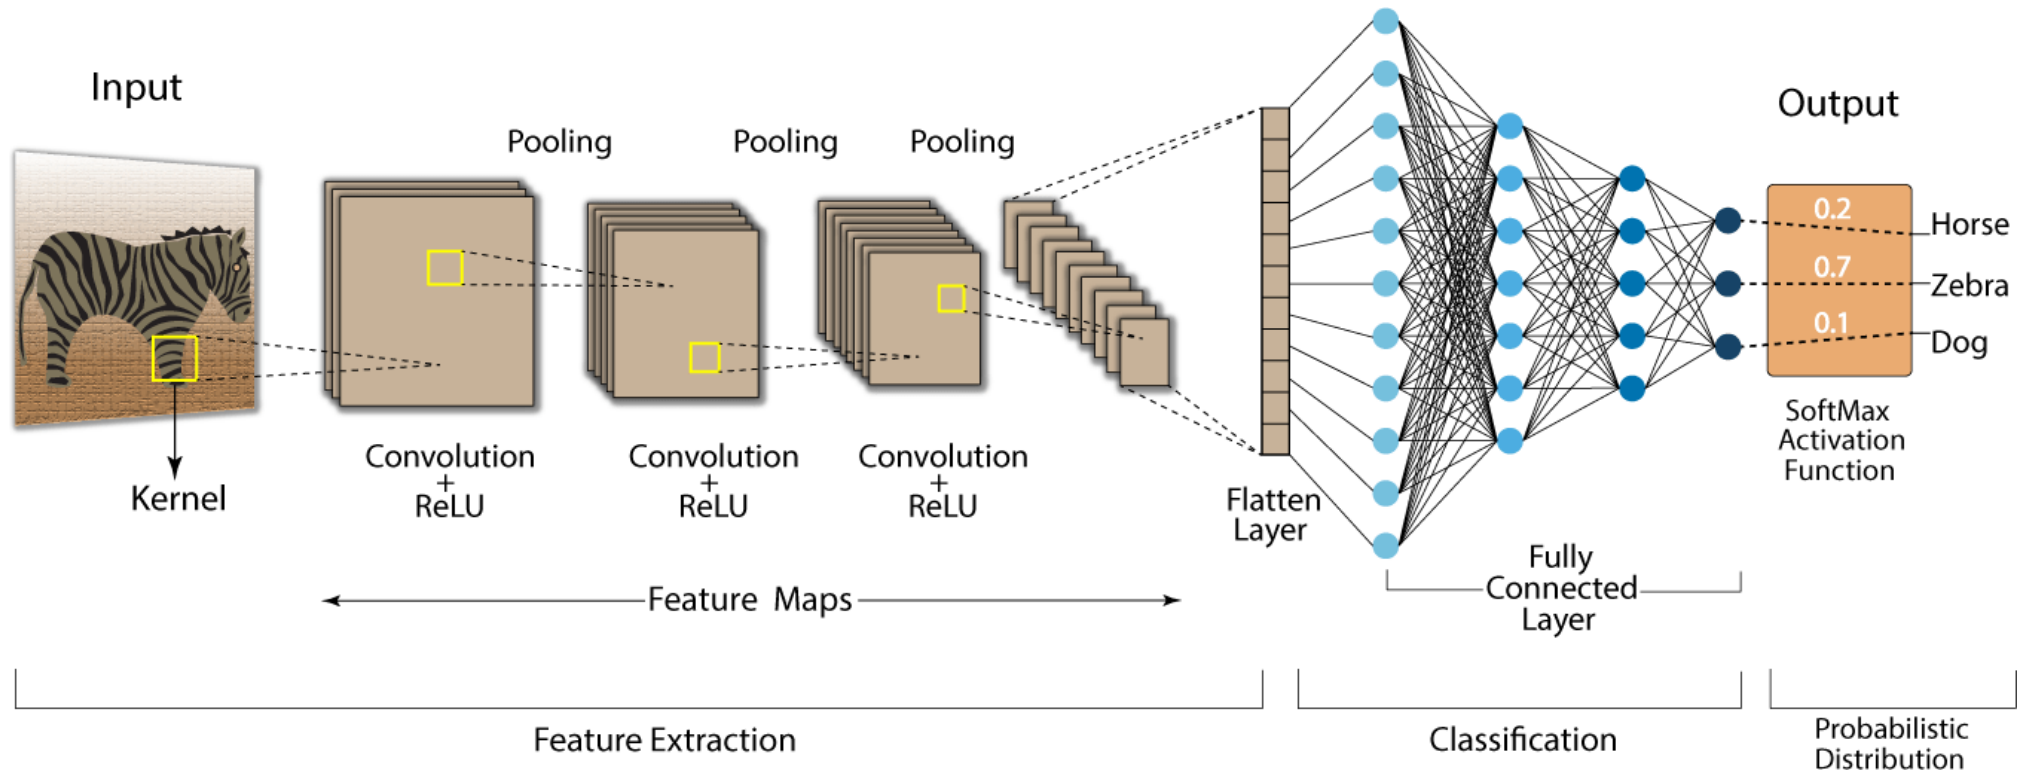 Input
Pooling
Pooling
Pooling
Output
0.2
Horse
0.7
Zebra
0.1
Dog
SoftMax
Activation
Function
Convolution
+
ReLU
Convolution
+
ReLU
Convolution
+
ReLU
Kernel
Flatten
Layer
Fully
Connected
Layer
Feature Maps
Feature Extraction
Classification
Probabilistic
Distribution